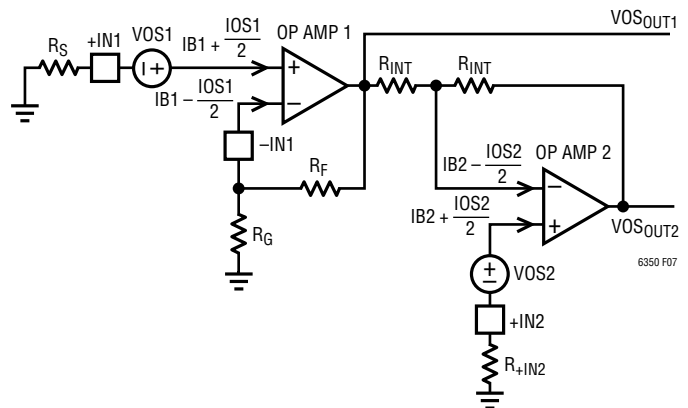 VOS_OUT1
R_S
+IN1
VOS1
IB1 + IOS1/2
OP AMP 1
+
−
IB1 − IOS1/2
R_INT
R_INT
−IN1
R_F
R_G
IB2 − IOS2/2
OP AMP 2
−
+
IB2 + IOS2/2
VOS_OUT2
+
−
VOS2
6350 F07
+IN2
R_+IN2